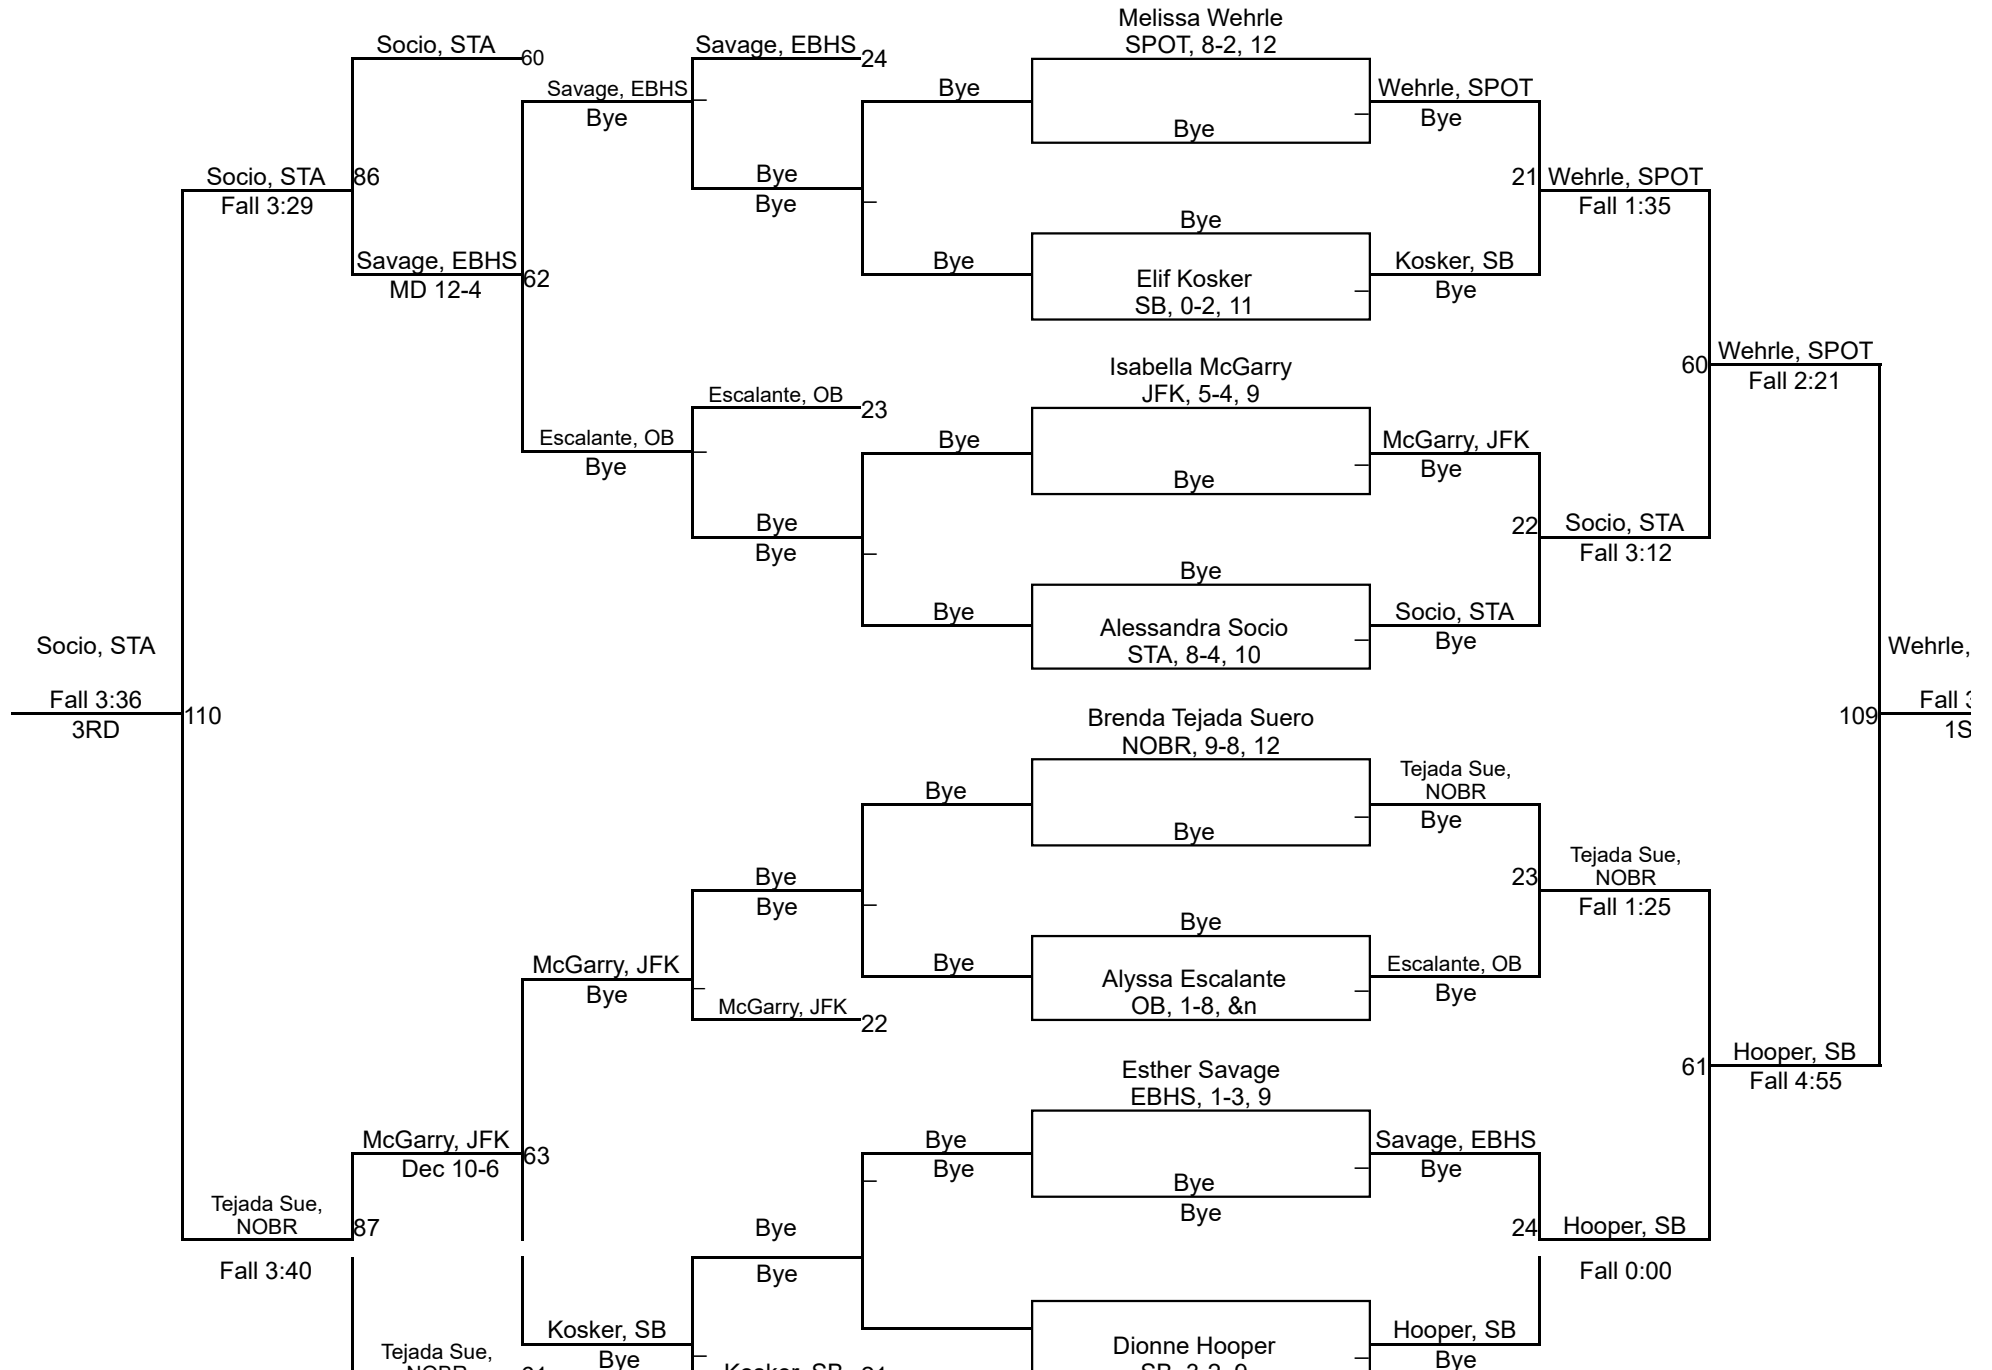 Melissa Wehrle
SPOT, 8-2, 12
Socio, STA
60
Savage, EBHS
24
Savage, EBHS
Bye
Bye
Wehrle, SPOT
Bye
Bye
Bye
Bye
Socio, STA
86
Fall 3:29
21
Wehrle, SPOT
Fall 1:35
Bye
Savage, EBHS
62
MD 12-4
Bye
Elif Kosker
SB, 0-2, 11
Kosker, SB
Bye
Isabella McGarry
JFK, 5-4, 9
60
Wehrle, SPOT
Fall 2:21
Escalante, OB
23
Escalante, OB
Bye
Bye
McGarry, JFK
Bye
Bye
Bye
Bye
22
Socio, STA
Fall 3:12
Bye
Bye
Alessandra Socio
STA, 8-4, 10
Socio, STA
Bye
Socio, STA
Fall 3:36
3RD
110
Wehrle,
Fall
109
Brenda Tejada Suero
NOBR, 9-8, 12
Tejada Sue,
NOBR
Bye
Bye
Bye
Bye
Bye
23
Tejada Sue,
NOBR
Fall 1:25
Bye
McGarry, JFK
Bye
Bye
Alyssa Escalante
OB, 1-8, &n
Escalante, OB
Bye
McGarry, JFK
22
Esther Savage
EBHS, 1-3, 9
61
Hooper, SB
Fall 4:55
McGarry, JFK
63
Dec 10-6
Bye
Bye
Bye
Savage, EBHS
Bye
Bye
Tejada Sue,
NOBR
87
Fall 3:40
Bye
Bye
24
Hooper, SB
Fall 0:00
Kosker, SB
Bye
Dionne Hooper
Hooper, SB
Bye
Tejada Sue,